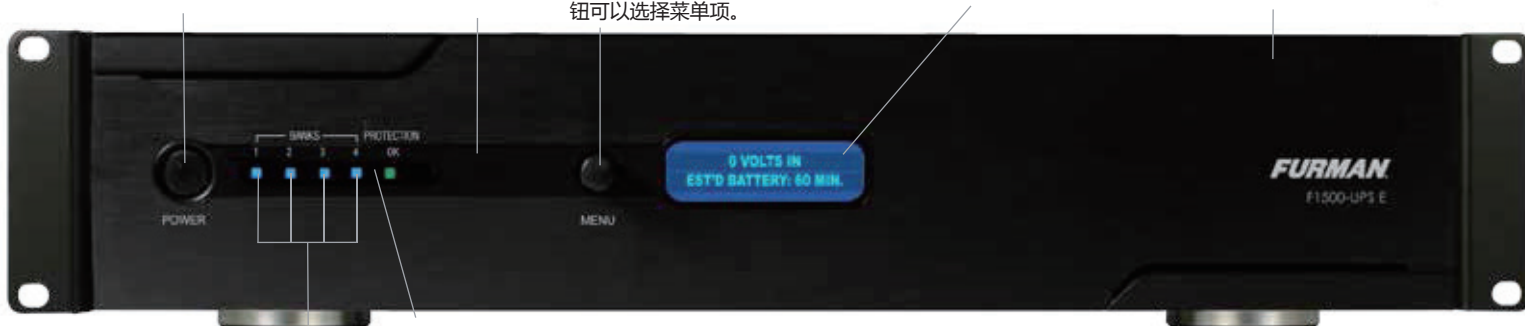 钮可以选择菜单项。
BANKS PROTECTION
1 2 3 4 OK
POWER
MENU
0 VOLTS IN
EST'D BATTERY: 60 MIN.
FURMAN
F1500-UPS E